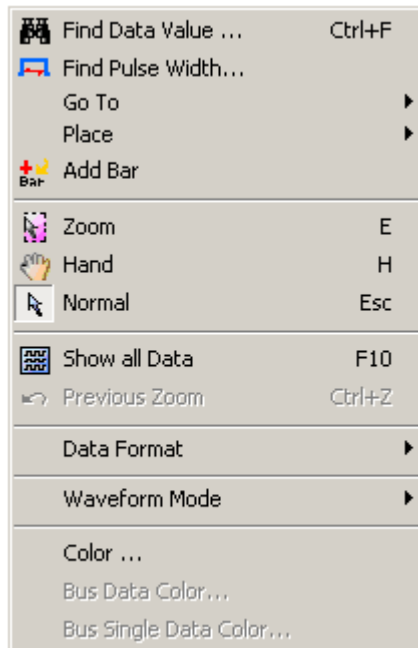 Find Data Value ... Ctrl+F
Find Pulse Width...
Go To
Place
Bar Add Bar
Zoom E
Hand H
Normal Esc
Show all Data F10
Previous Zoom Ctrl+Z
Data Format
Waveform Mode
Color ...
Bus Data Color...
Bus Single Data Color...